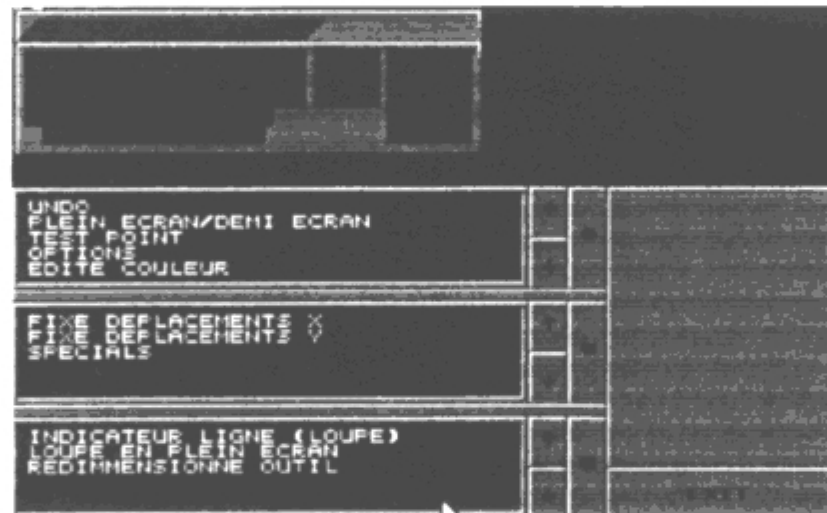 UNDO
PLEIN ECRAN/DEMI ECRAN
TEST POINT
OPTIONS
EDITE COULEUR
FIXE DEPLACEMENTS X
FIXE DEPLACEMENTS Y
SPECIALS
INDICATEUR LIGNE (LOUPE)
LOUPE EN PLEIN ECRAN
REDIMMENSIONNE OUTIL